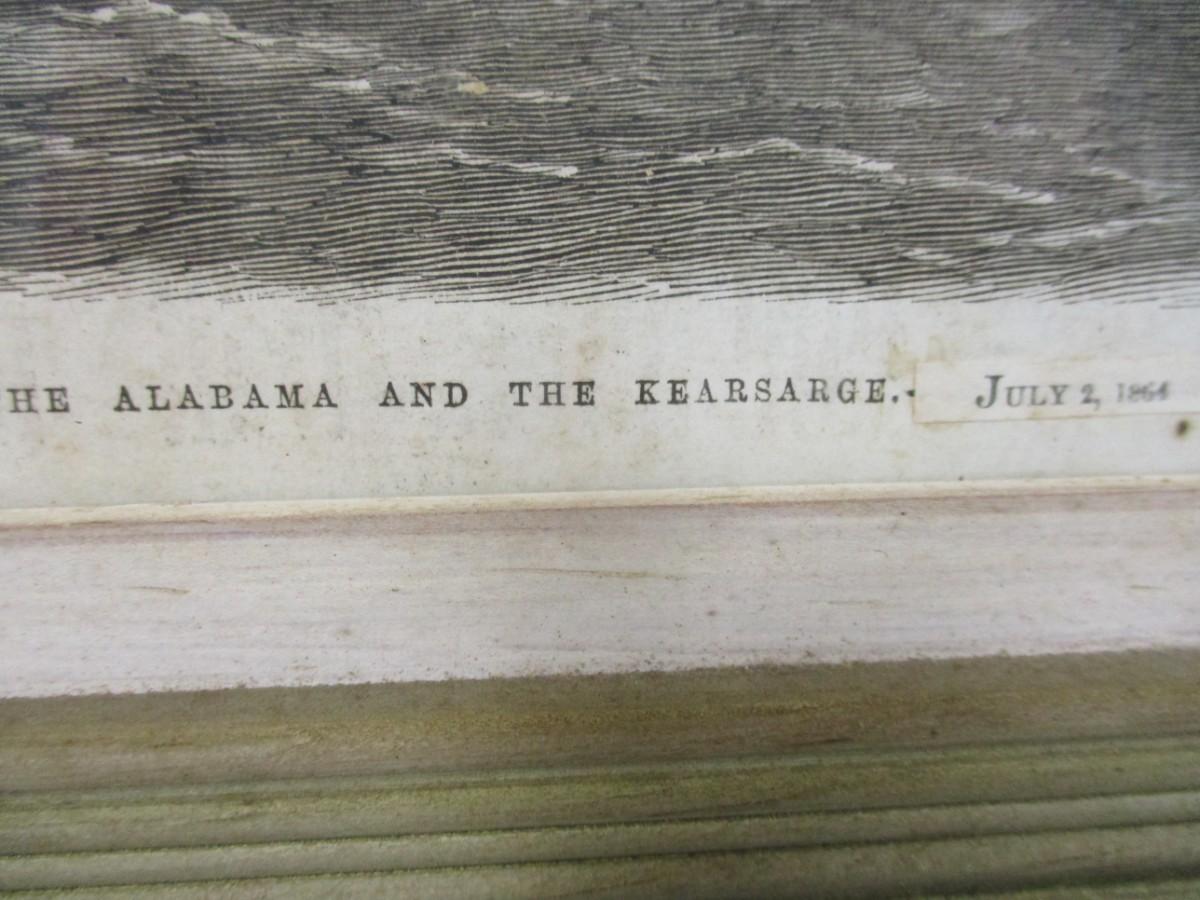 HE ALABAMA AND THE KEARSARGE.- JULY 2, 1864